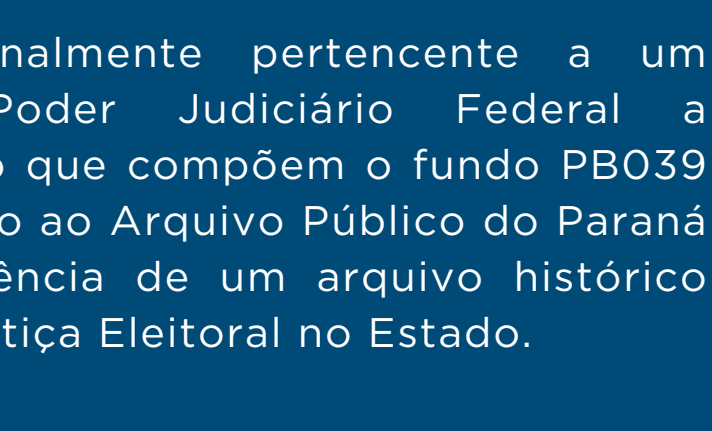 nalmente pertencente a um
Poder Judiciário Federal a
o que compõem o fundo PB039
o ao Arquivo Público do Paraná
ência de um arquivo histórico
tiça Eleitoral no Estado.